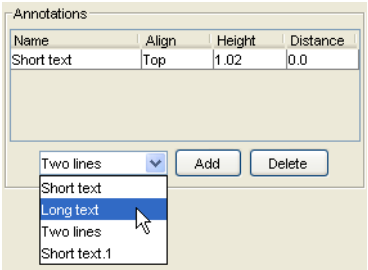 Annotations
Name Align Height Distance
Short text Top 1.02 0.0
Two lines Add Delete
Short text
Long text
Two lines
Short text.1